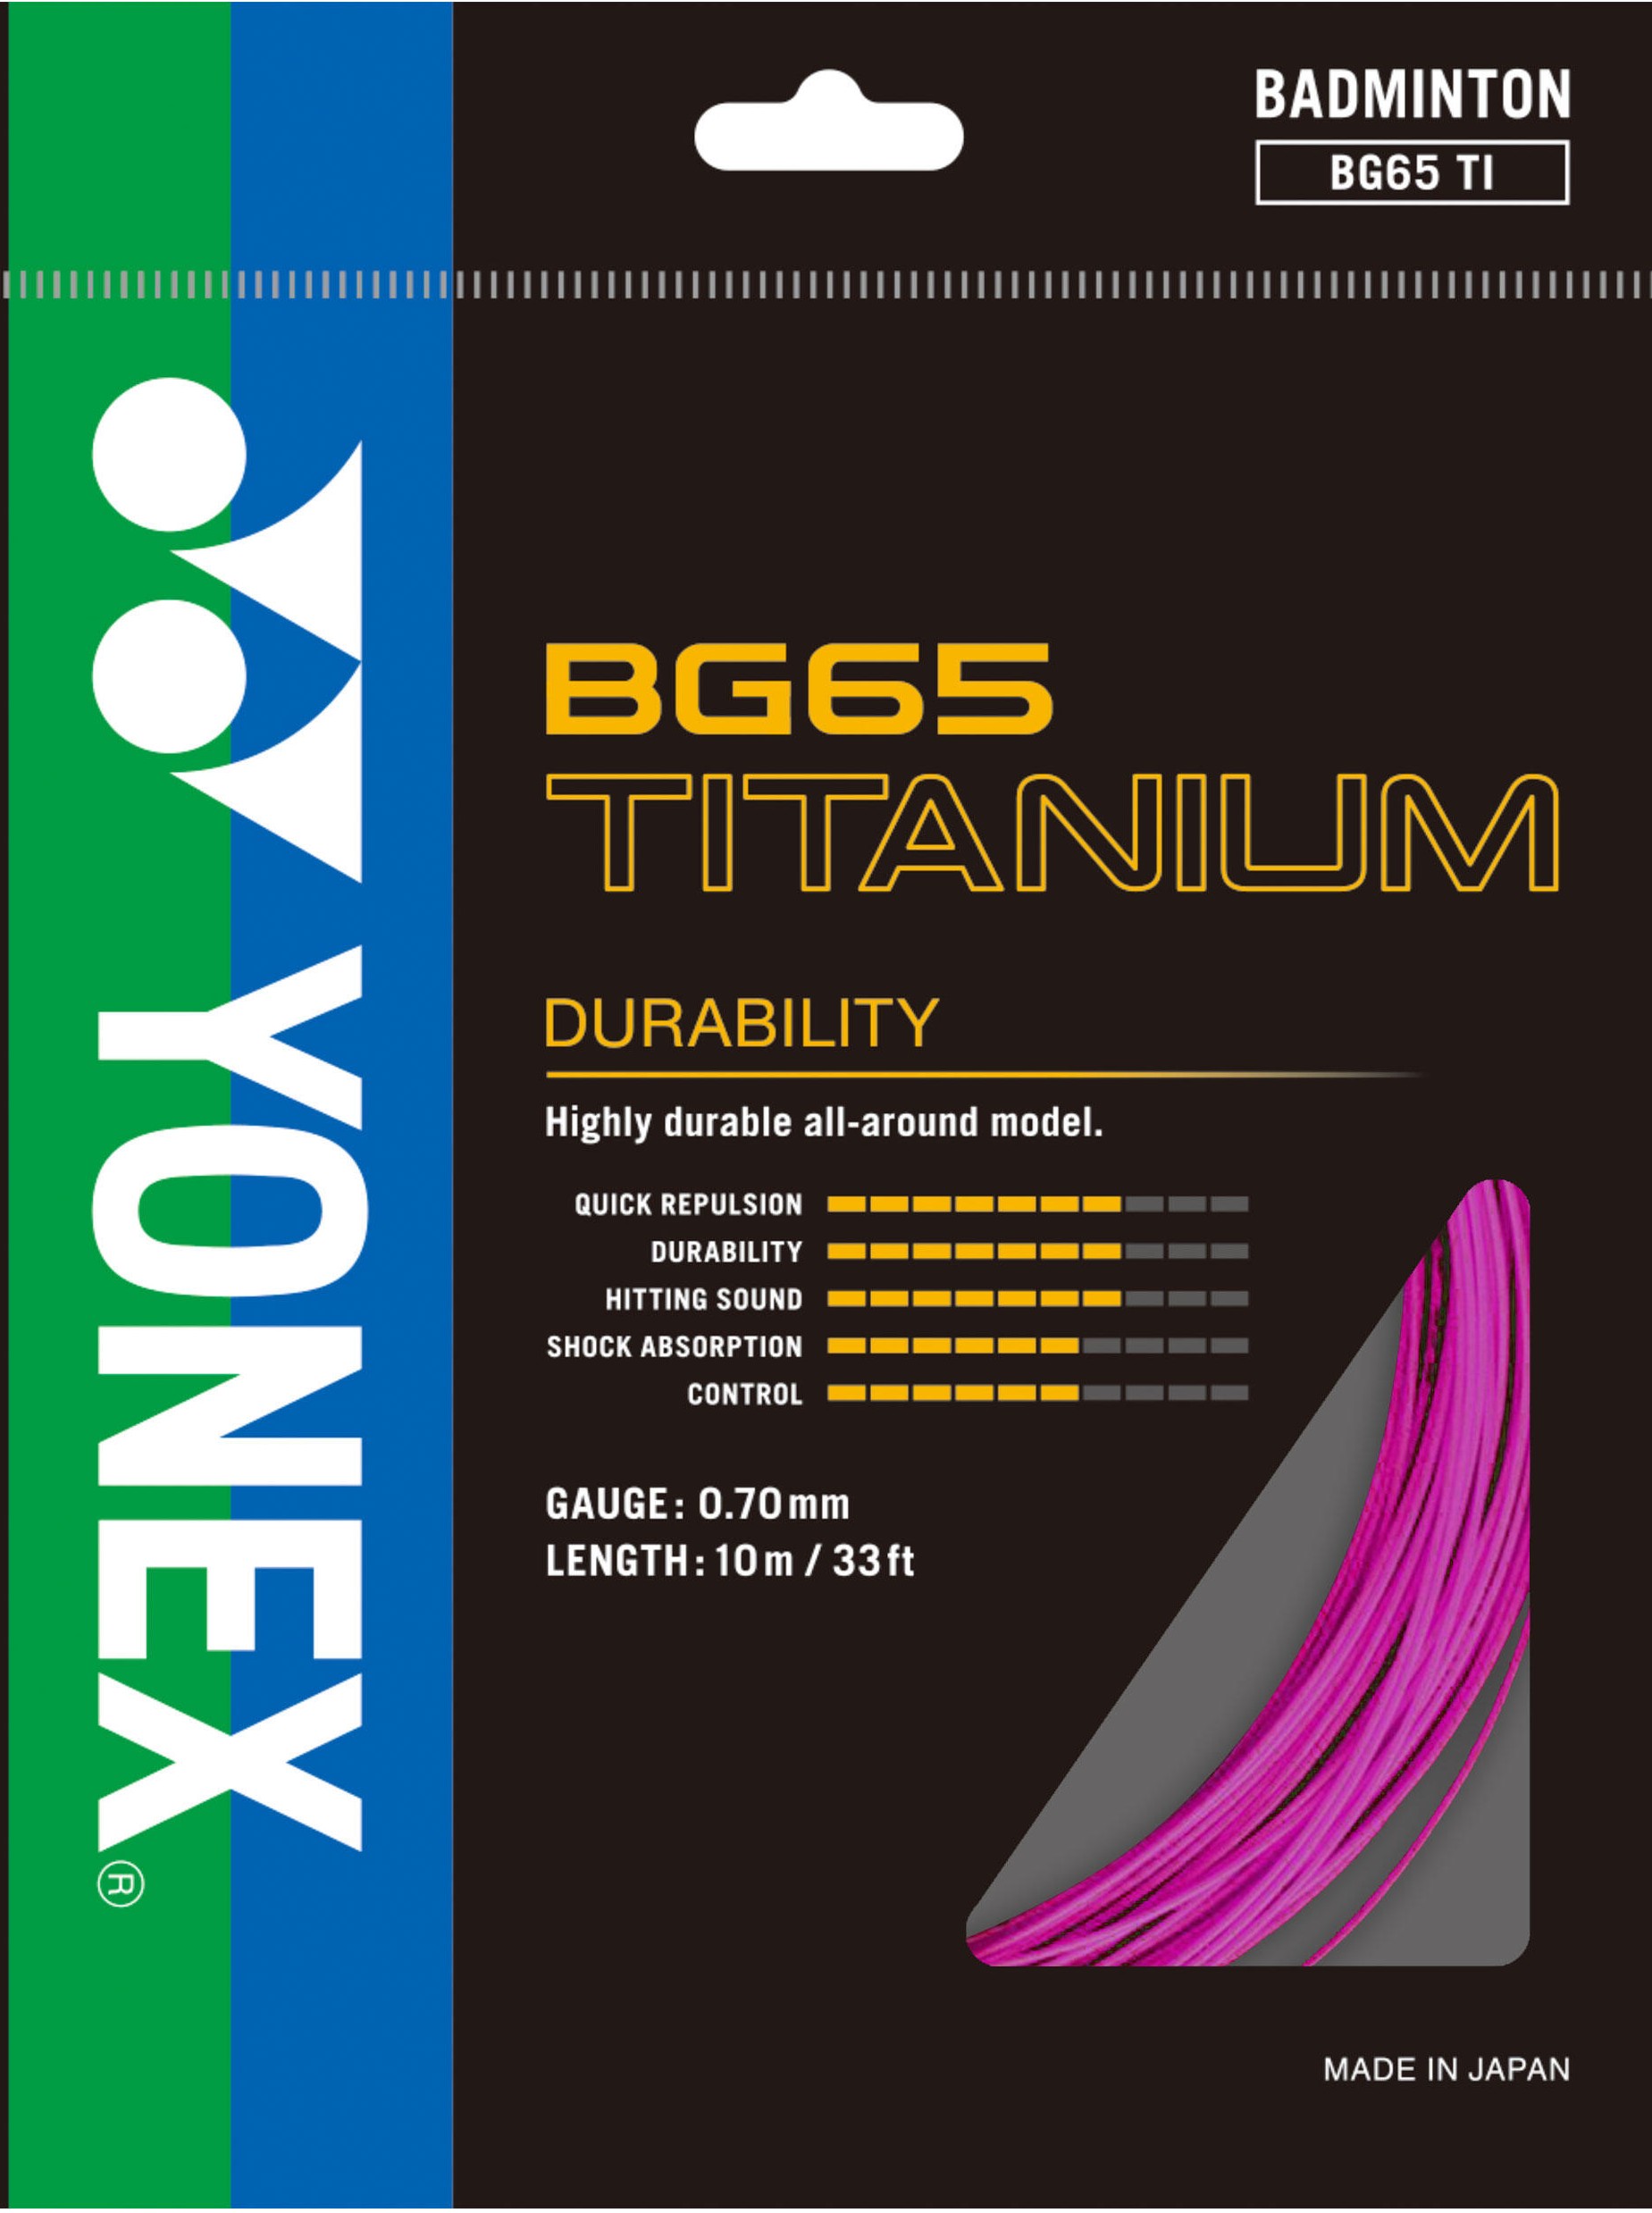 BADMINTON
BG65 TI
YONEX®
BG65
TITANIUM
DURABILITY
Highly durable all-around model.
QUICK REPULSION
DURABILITY
HITTING SOUND
SHOCK ABSORPTION
CONTROL
GAUGE: 0.70mm
LENGTH: 10m / 33ft
MADE IN JAPAN